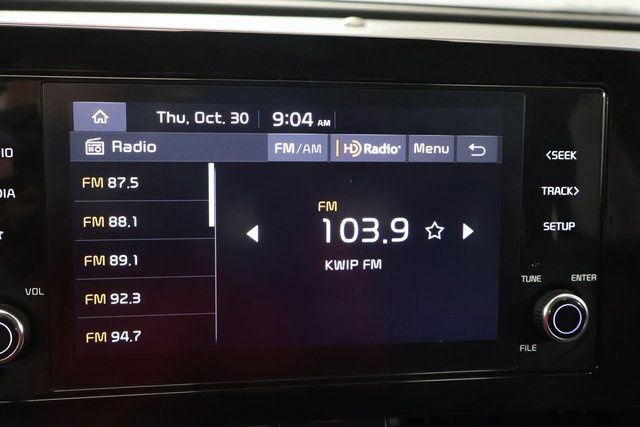 Thu, Oct. 30 9:04 AM
Radio FM/AM HD Radio Menu
FM 87.5
FM 88.1
FM 89.1
FM 92.3
FM 94.7
FM
103.9
KWIP FM
VOL
<SEEK
TRACK>
SETUP
TUNE ENTER
FILE